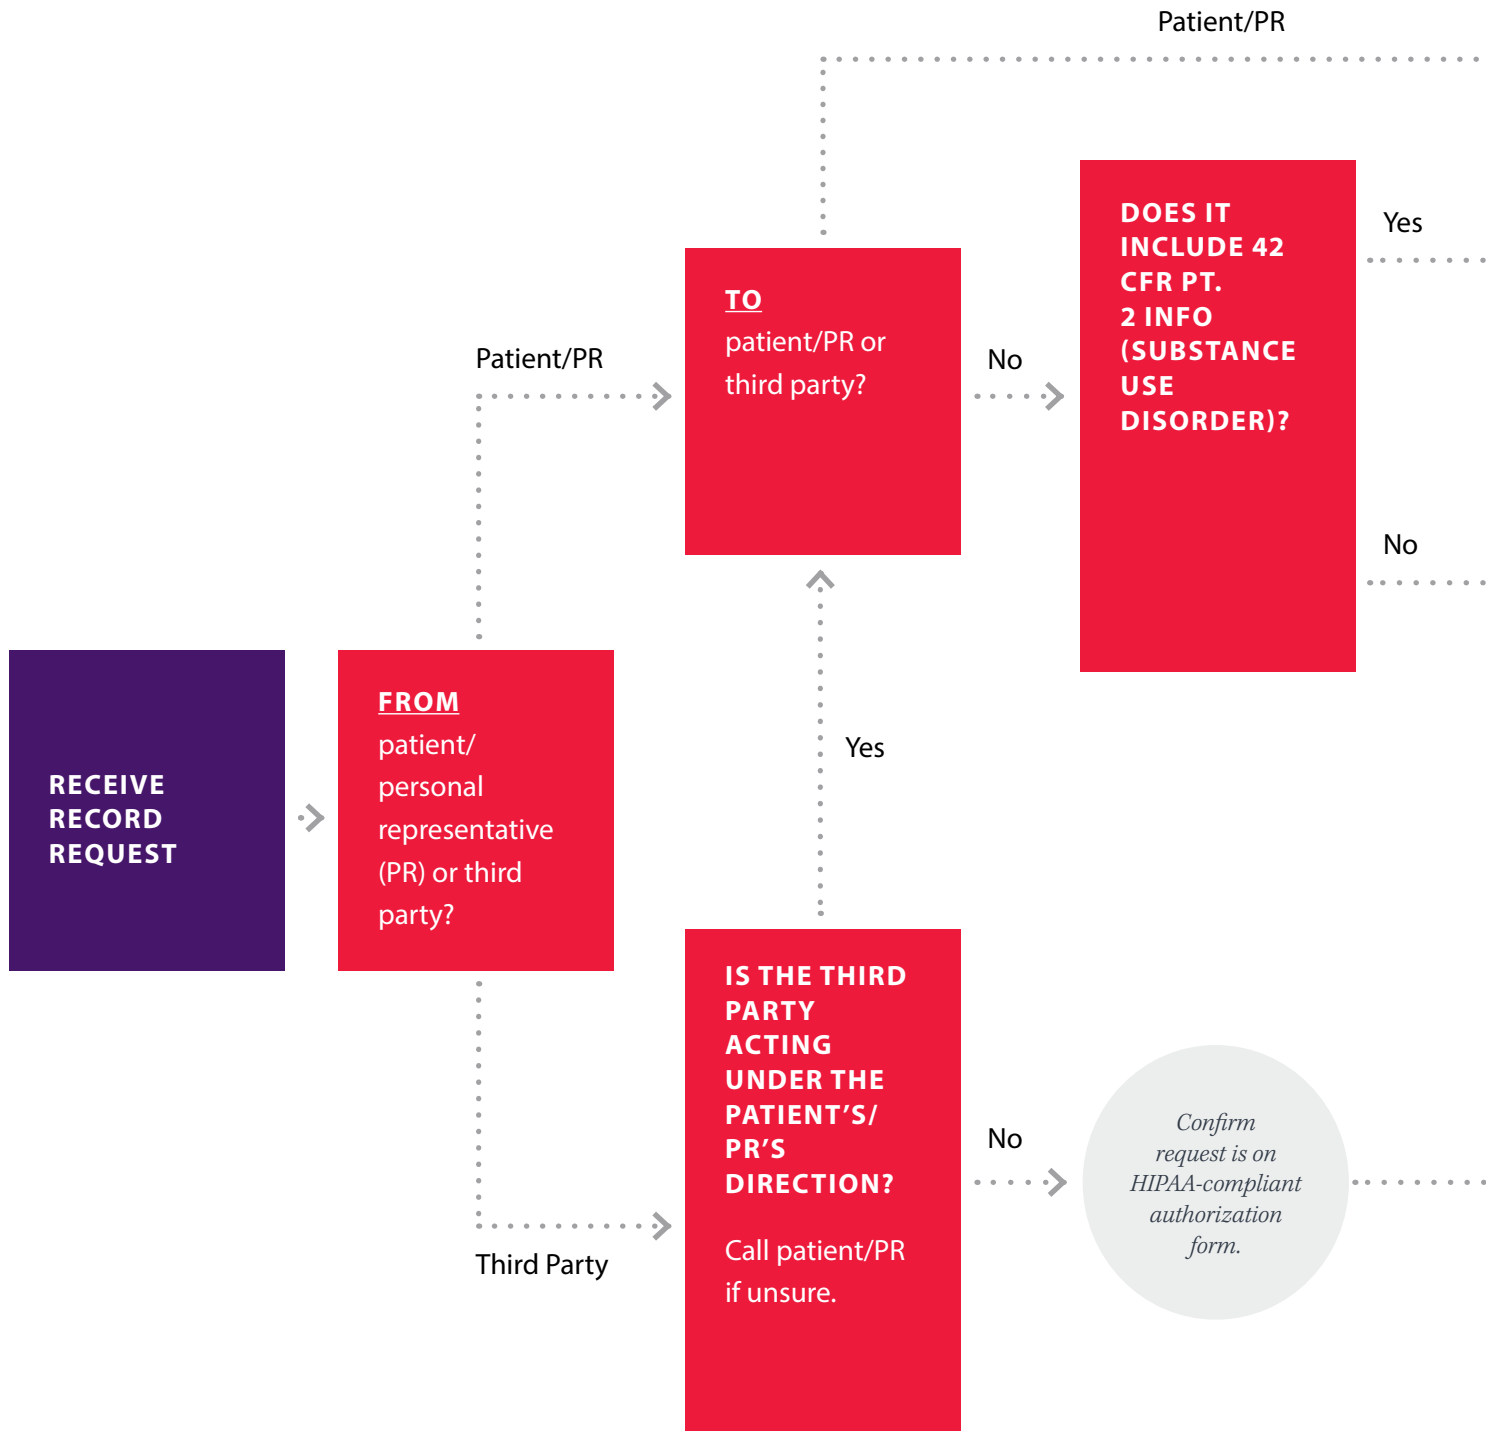 Patient/PR
DOES IT
INCLUDE 42
CFR PT.
2 INFO
(SUBSTANCE
USE
DISORDER)?
Yes
No
TO
patient/PR or
third party?
No
Patient/PR
RECEIVE
RECORD
REQUEST
FROM
patient/
personal
representative
(PR) or third
party?
Yes
Third Party
IS THE THIRD
PARTY
ACTING
UNDER THE
PATIENT’S/
PR’S
DIRECTION?
Call patient/PR
if unsure.
No
Confirm
request is on
HIPAA-compliant
authorization
form.